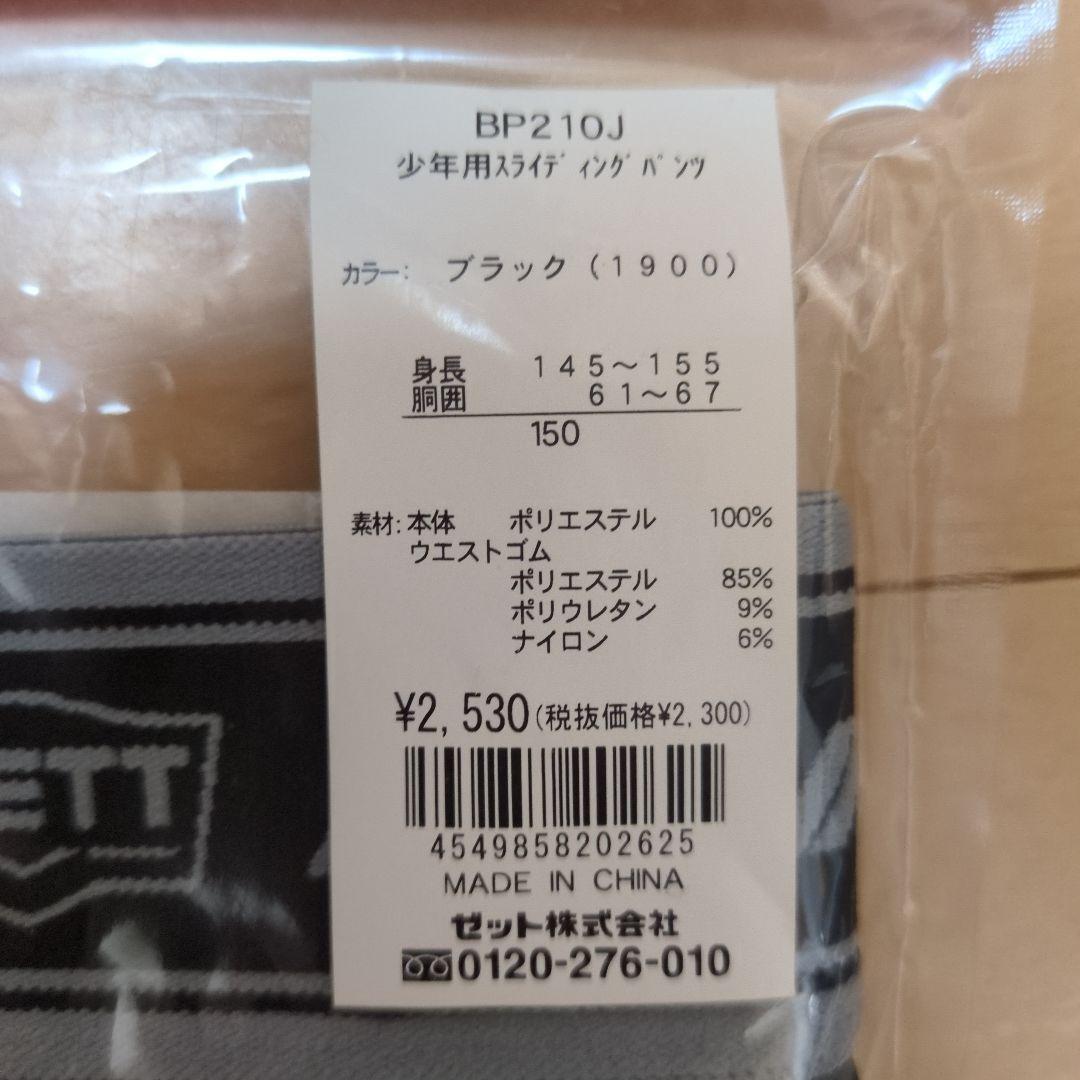 BP210J
少年用ｽﾗｲﾃﾞｨﾝｸﾞﾊﾟﾝﾂ
カラー: ブラック(1900)
身長 145～155
胴囲 61～67
150
素材: 本体 ポリエステル 100%
ウエストゴム
ポリエステル 85%
ポリウレタン 9%
ナイロン 6%
¥2,530(税抜価格¥2,300)
4549858202625
MADE IN CHINA
ゼット株式会社
0120-276-010
ETT